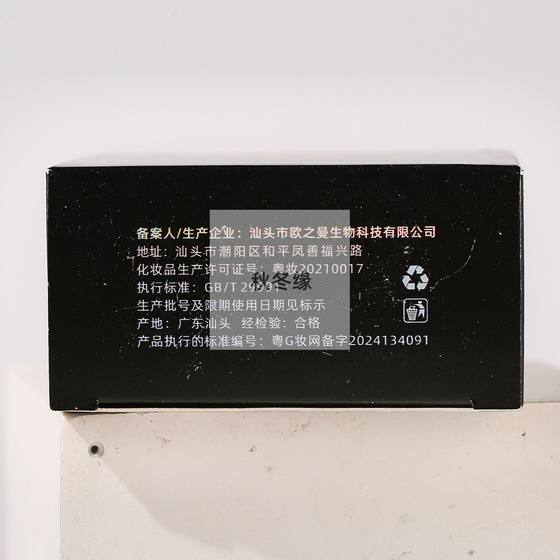 备案人/生产企业：汕头市欧之曼生物科技有限公司
地址：汕头市潮阳区和平凤善福兴路
化妆品生产许可证号：粤妆20210017
执行标准：GB/T 29991
秋冬缘
生产批号及限期使用日期见标示
产地：广东汕头 经检验：合格
产品执行的标准编号：粤G妆网备字2024134091